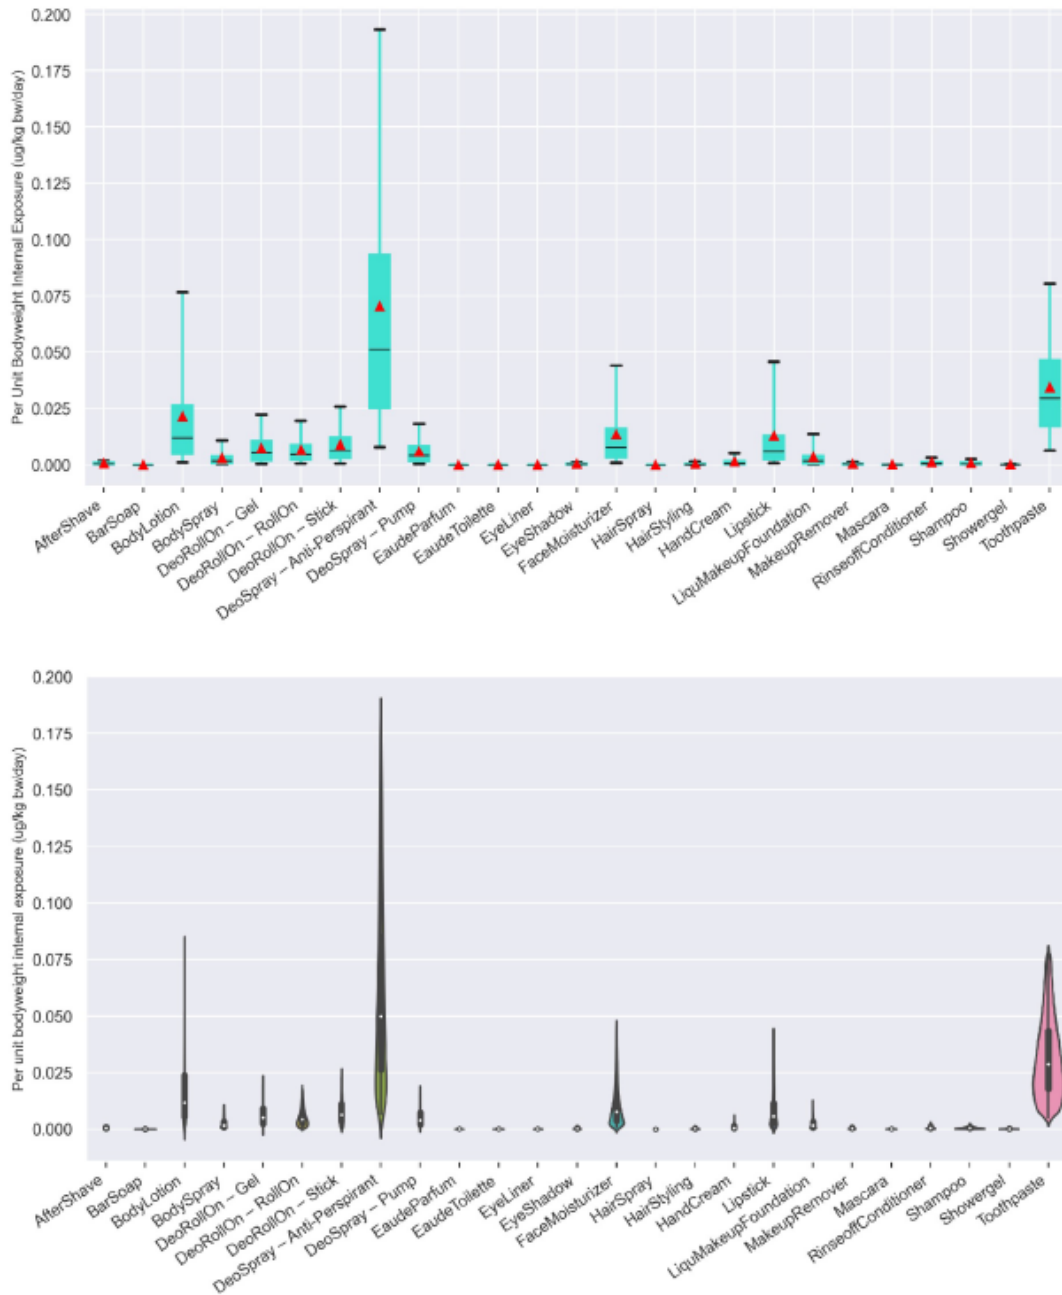 0.200
0.175
0.150
0.125
0.100
0.075
0.050
0.025
0.000
Per Unit Bodyweight Internal Exposure (ug/kg bw/day)
AfterShave
BarSoap
BodyLotion
BodySpray
DeoRollOn – Gel
DeoRollOn – RollOn
DeoRollOn – Stick
DeoSpray – Anti-Perspirant
DeoSpray – Pump
EaudeParfum
EaudeToilette
EyeLiner
EyeShadow
FaceMoisturizer
HairSpray
HairStyling
HandCream
Lipstick
LiquMakeupFoundation
MakeupRemover
Mascara
RinseoffConditioner
Shampoo
Showergel
Toothpaste
0.200
0.175
0.150
0.125
0.100
0.075
0.050
0.025
0.000
Per unit bodyweight internal exposure (ug/kg bw/day)
AfterShave
BarSoap
BodyLotion
BodySpray
DeoRollOn – Gel
DeoRollOn – RollOn
DeoRollOn – Stick
DeoSpray – Anti-Perspirant
DeoSpray – Pump
EaudeParfum
EaudeToilette
EyeLiner
EyeShadow
FaceMoisturizer
HairSpray
HairStyling
HandCream
Lipstick
LiquMakeupFoundation
MakeupRemover
Mascara
RinseoffConditioner
Shampoo
Showergel
Toothpaste